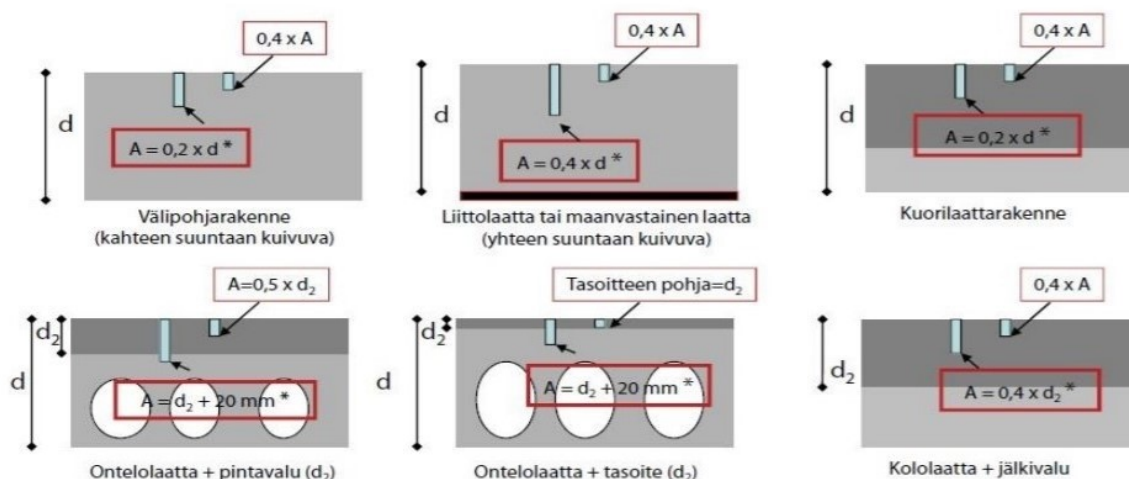 0,4 x A
d
A = 0,2 x d *
Välipohjarakenne
(kahteen suuntaan kuivuva)
0,4 x A
d
A = 0,4 x d *
Liittolaatta tai maanvastainen laatta
(yhteen suuntaan kuivuva)
0,4 x A
d
A = 0,2 x d *
Kuorilaattarakenne
A=0,5 x d₂
d₂
d
A = d₂ + 20 mm *
Ontelolaatta + pintavalu (d₂)
Tasoitteen pohja=d₂
d₂
d
A = d₂ + 20 mm *
Ontelolaatta + tasoite (d₂)
0,4 x A
d₂
A = 0,4 x d₂ *
Kololaatta + jälkivalu